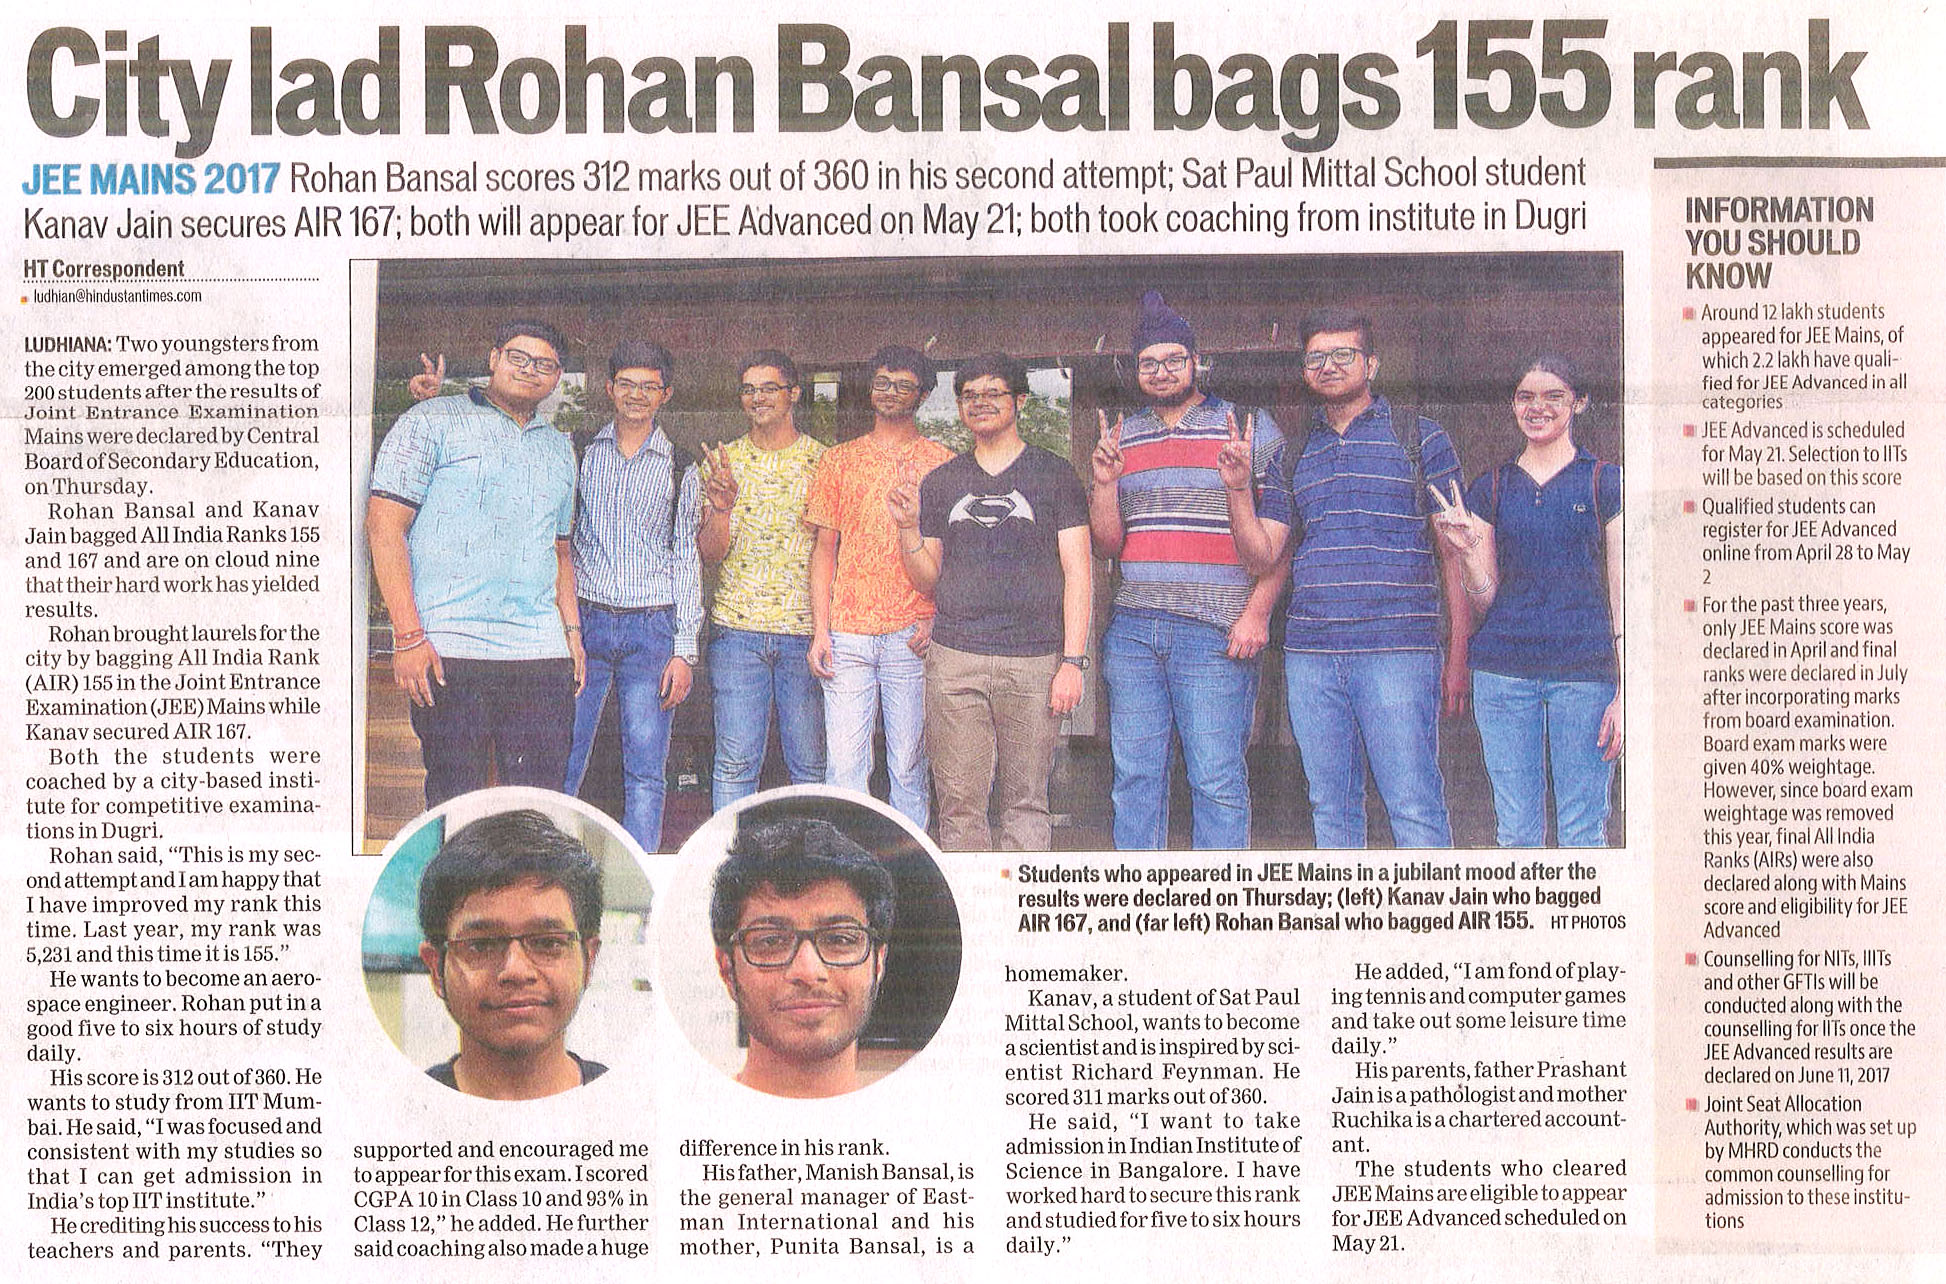 City lad Rohan Bansal bags 155 rank
JEE MAINS 2017 Rohan Bansal scores 312 marks out of 360 in his second attempt; Sat Paul Mittal School student
Kanav Jain secures AIR 167; both will appear for JEE Advanced on May 21; both took coaching from institute in Dugri
HT Correspondent
ludhian@hindustantimes.com
LUDHIANA: Two youngsters from
the city emerged among the top
200 students after the results of
Joint Entrance Examination
Mains were declared by Central
Board of Secondary Education,
on Thursday.
Rohan Bansal and Kanav
Jain bagged All India Ranks 155
and 167 and are on cloud nine
that their hard work has yielded
results.
Rohan brought laurels for the
city by bagging All India Rank
(AIR) 155 in the Joint Entrance
Examination (JEE) Mains while
Kanav secured AIR 167.
Both the students were
coached by a city-based insti-
tute for competitive examina-
tions in Dugri.
Rohan said, “This is my sec-
ond attempt and I am happy that
I have improved my rank this
time. Last year, my rank was
5,231 and this time it is 155.”
He wants to become an aero-
space engineer. Rohan put in a
good five to six hours of study
daily.
His score is 312 out of 360. He
wants to study from IIT Mum-
bai. He said, “I was focused and
consistent with my studies so
that I can get admission in
India’s top IIT institute.”
He crediting his success to his
teachers and parents. “They
supported and encouraged me
to appear for this exam. I scored
CGPA 10 in Class 10 and 93% in
Class 12,” he added. He further
said coaching also made a huge
difference in his rank.
His father, Manish Bansal, is
the general manager of East-
man International and his
mother, Punita Bansal, is a
Students who appeared in JEE Mains in a jubilant mood after the
results were declared on Thursday; (left) Kanav Jain who bagged
AIR 167, and (far left) Rohan Bansal who bagged AIR 155. HT PHOTOS
homemaker.
Kanav, a student of Sat Paul
Mittal School, wants to become
a scientist and is inspired by sci-
entist Richard Feynman. He
scored 311 marks out of 360.
He said, “I want to take
admission in Indian Institute of
Science in Bangalore. I have
worked hard to secure this rank
and studied for five to six hours
daily.”
He added, “I am fond of play-
ing tennis and computer games
and take out some leisure time
daily.”
His parents, father Prashant
Jain is a pathologist and mother
Ruchika is a chartered account-
ant.
The students who cleared
JEE Mains are eligible to appear
for JEE Advanced scheduled on
May 21.
INFORMATION
YOU SHOULD
KNOW
Around 12 lakh students
appeared for JEE Mains, of
which 2.2 lakh have quali-
fied for JEE Advanced in all
categories
JEE Advanced is scheduled
for May 21. Selection to IITs
will be based on this score
Qualified students can
register for JEE Advanced
online from April 28 to May
2
For the past three years,
only JEE Mains score was
declared in April and final
ranks were declared in July
after incorporating marks
from board examination.
Board exam marks were
given 40% weightage.
However, since board exam
weightage was removed
this year, final All India
Ranks (AIRs) were also
declared along with Mains
score and eligibility for JEE
Advanced
Counselling for NITs, IIITs
and other GFTIs will be
conducted along with the
counselling for IITs once the
JEE Advanced results are
declared on June 11, 2017
Joint Seat Allocation
Authority, which was set up
by MHRD conducts the
common counselling for
admission to these institu-
tions